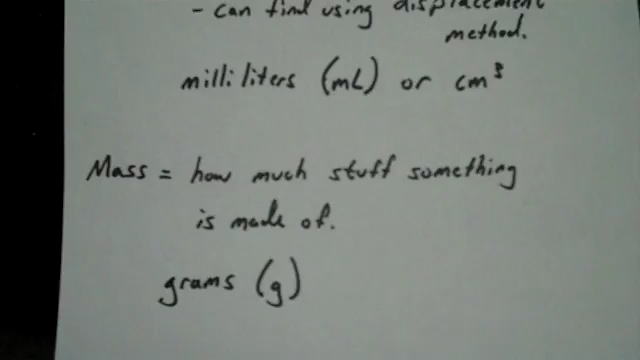 - can find using displacement
method.
milliliters (mL) or cm³
Mass = how much stuff something
is made of.
grams (g)